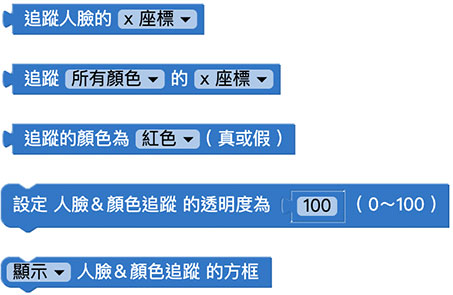 追蹤人臉的 x 座標 ▾
追蹤 所有顏色 ▾ 的 x 座標 ▾
追蹤的顏色為 紅色 ▾ ( 真或假 )
設定 人臉＆顏色追蹤 的透明度為 100 ( 0～100 )
顯示 ▾ 人臉＆顏色追蹤 的方框